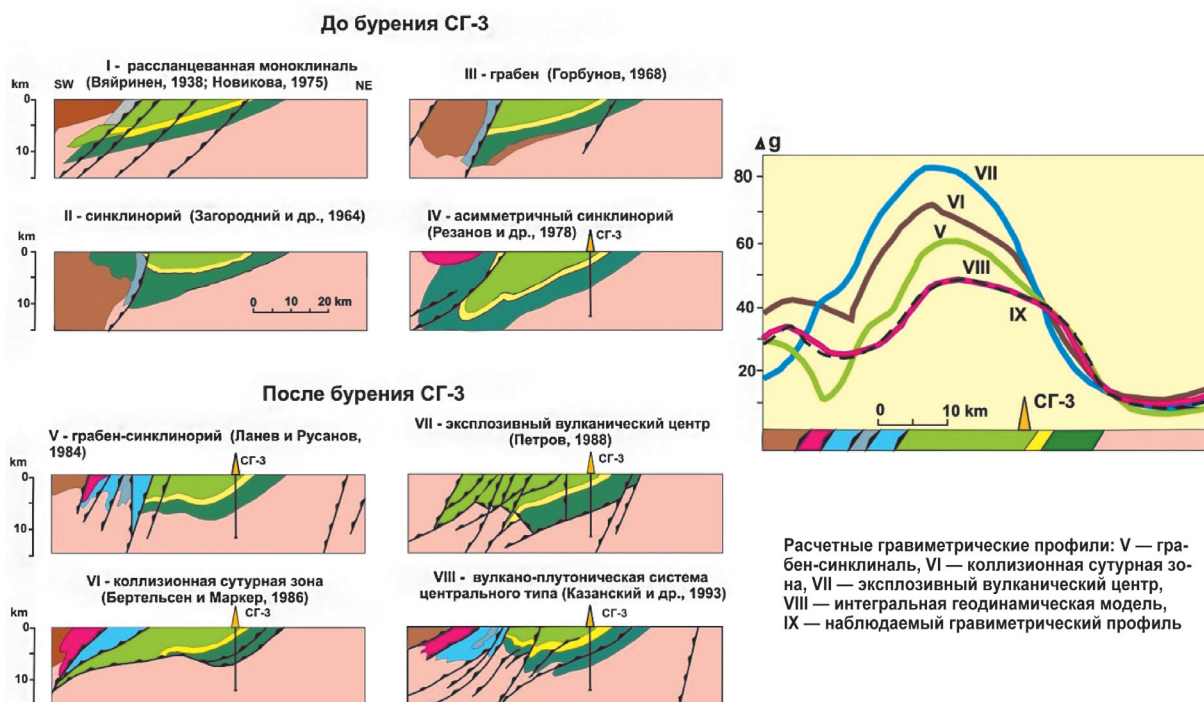 До бурения СГ-3
I - рассланцеванная моноклиналь
(Вяйринен, 1938; Новикова, 1975)
km
SW
NE
0
10
III - грабен (Горбунов, 1968)
II - синклинорий (Загородний и др., 1964)
km
0
10
0 10 20 km
IV - асимметричный синклинорий
(Резанов и др., 1978)
СГ-3
После бурения СГ-3
V - грабен-синклинорий (Ланев и Русанов,
1984)
km
0
10
СГ-3
VII - эксплозивный вулканический центр
(Петров, 1988)
СГ-3
VI - коллизионная сутурная зона
(Бертельсен и Маркер, 1986)
km
0
10
СГ-3
VIII - вулкано-плутоническая система
центрального типа (Казанский и др., 1993)
СГ-3
Δg
80
60
40
20
VII
VI
V
VIII
IX
0 10 km
СГ-3
Расчетные гравиметрические профили: V — гра-
бен-синклиналь, VI — коллизионная сутурная зо-
на, VII — эксплозивный вулканический центр,
VIII — интегральная геодинамическая модель,
IX — наблюдаемый гравиметрический профиль